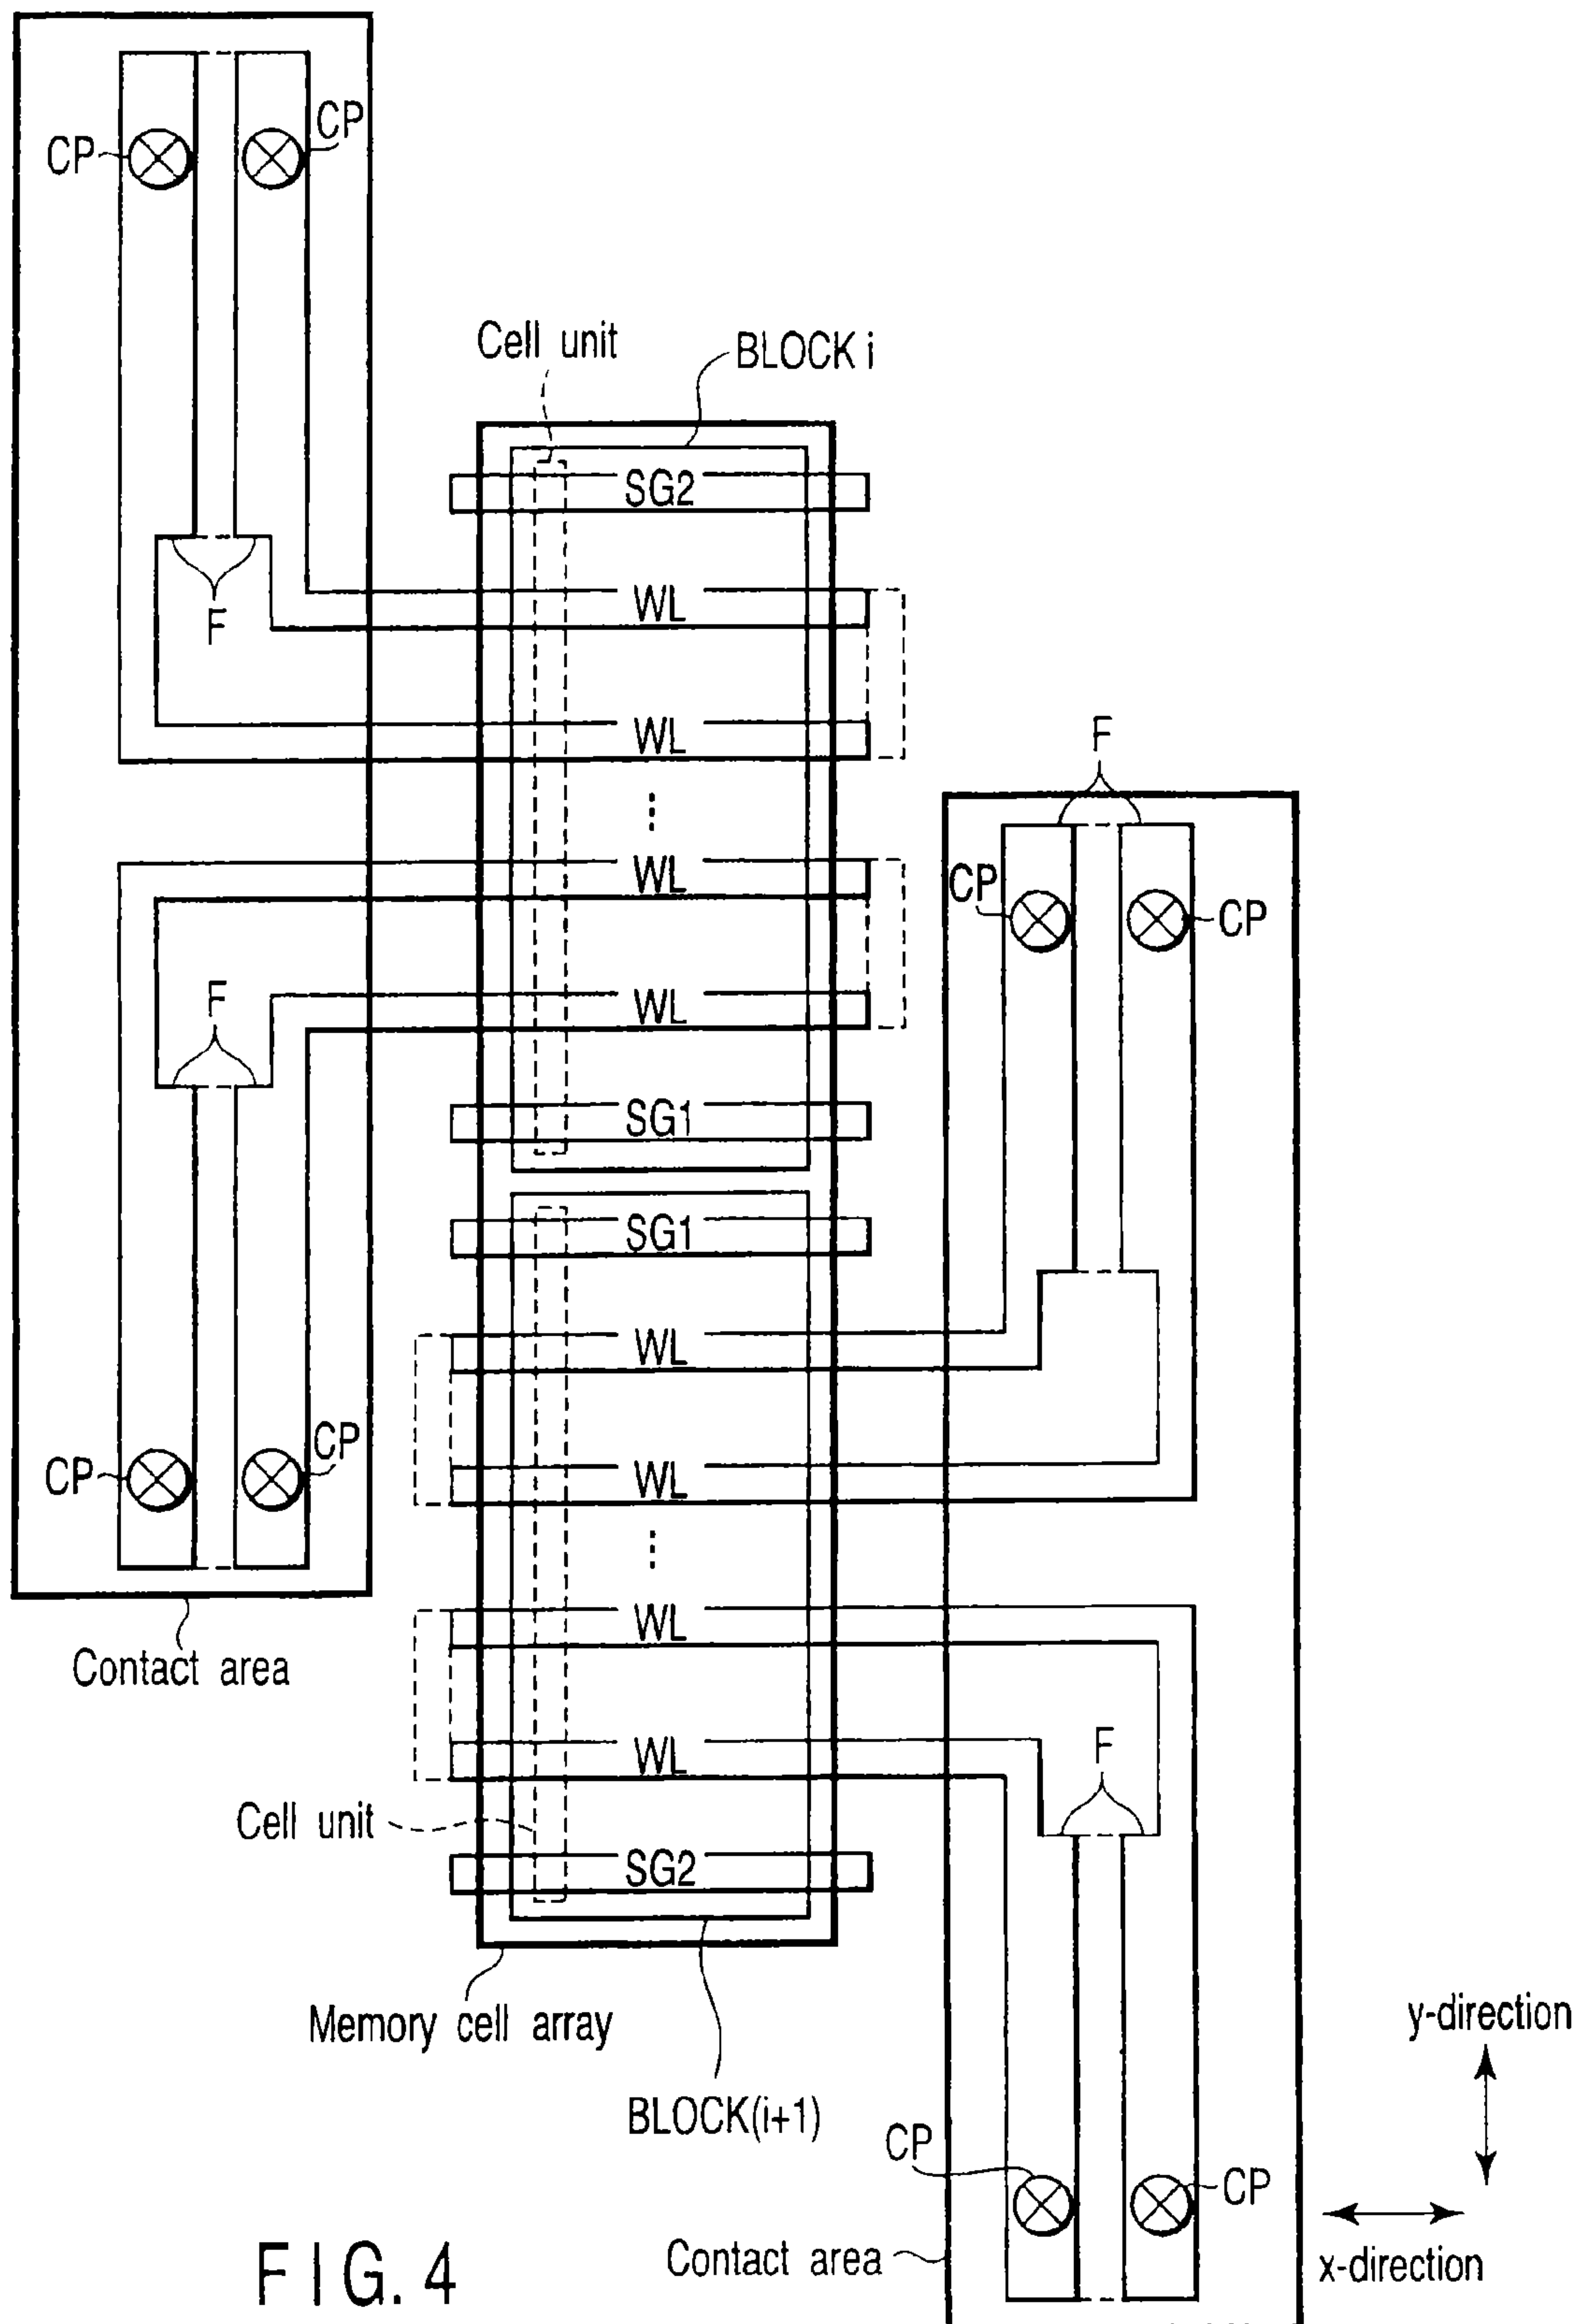 CP
CP
Cell unit
BLOCK i
SG2
WL
F
WL
F
WL
CP
CP
WL
F
SG1
SG1
WL
CP
CP
WL
WL
Contact area
WL
F
Cell unit
SG2
Memory cell array
y-direction
BLOCK(i+1)
CP
CP
Contact area
x-direction
FIG. 4